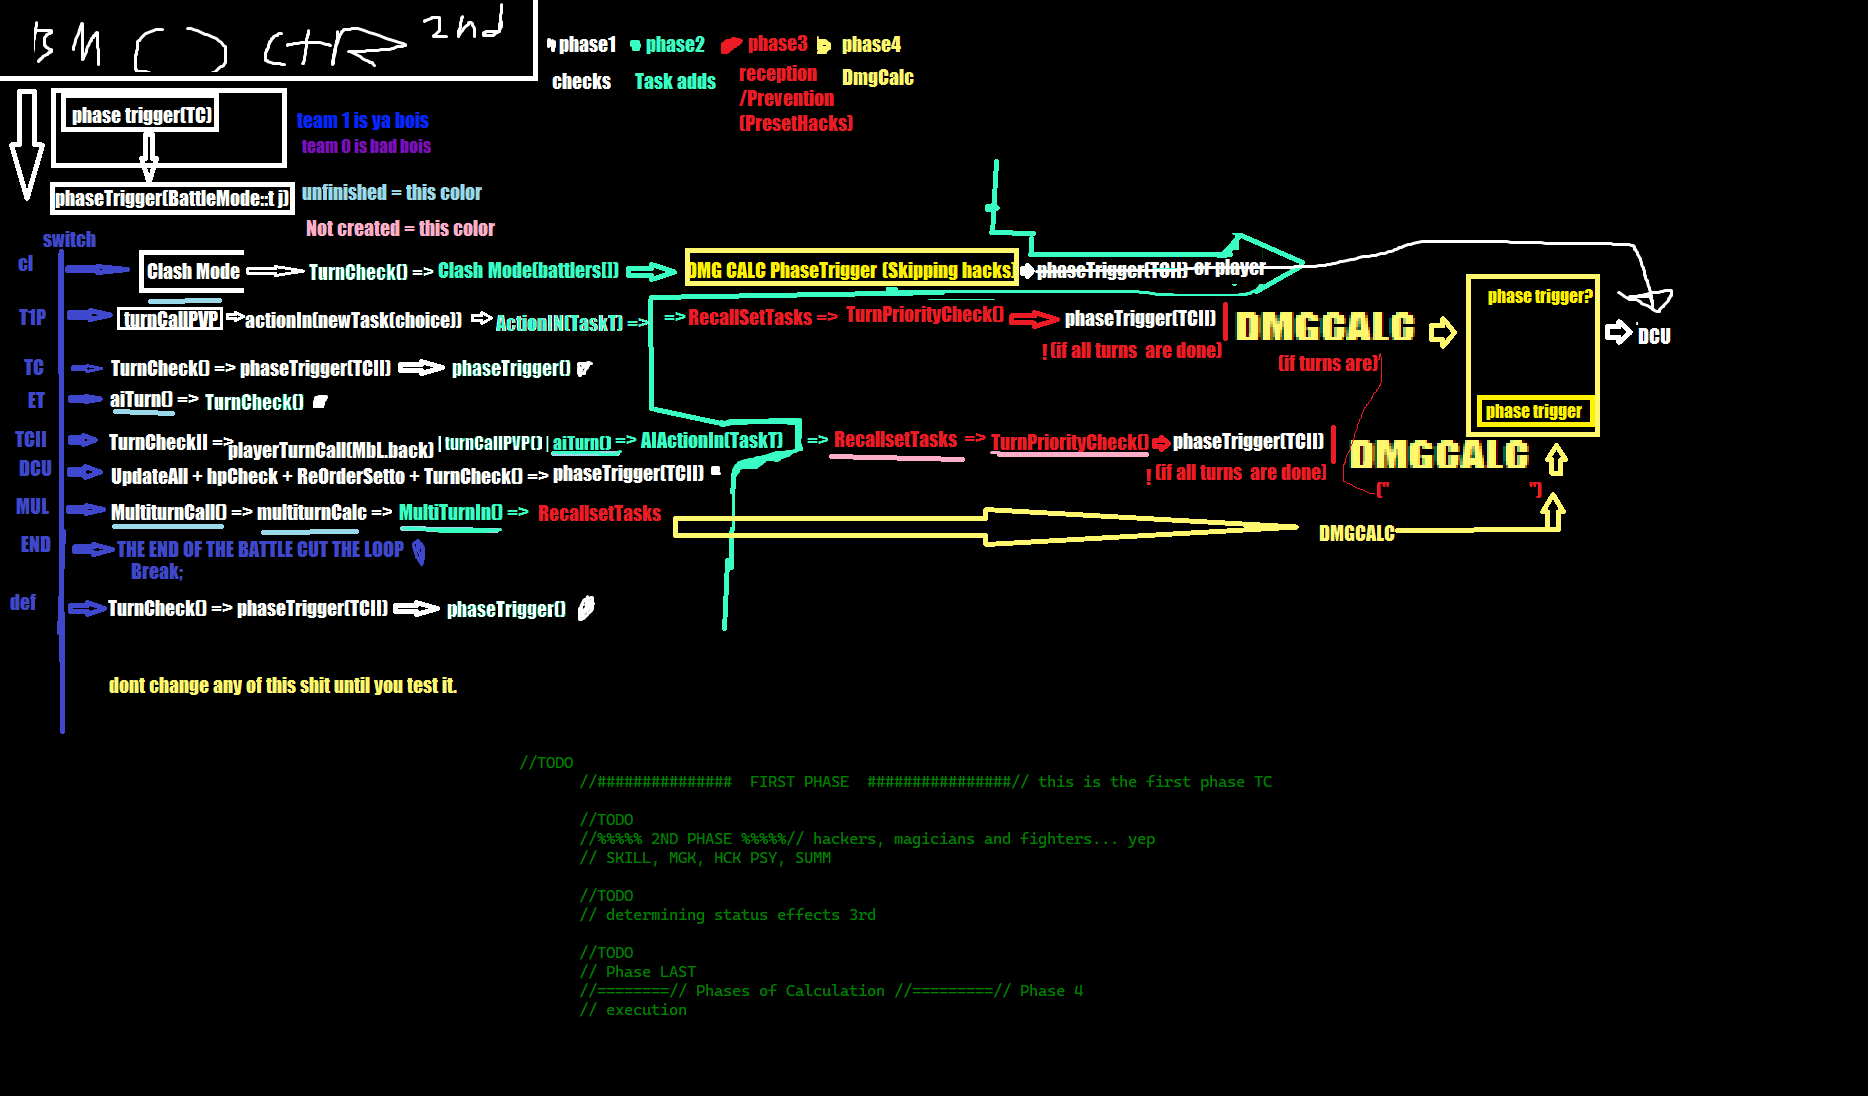 BM () CTR 2nd
phase1 phase2 phase3 phase4
checks Task adds reception DmgCalc
/Prevention
(PresetHacks)
phase trigger(TC)
team 1 is ya bois
team 0 is bad bois
phaseTrigger(BattleMode::t j)
unfinished = this color
Not created = this color
switch
cl Clash Mode TurnCheck() => Clash Mode(battlers[]) DMG CALC PhaseTrigger (Skipping hacks) phaseTrigger(TCII) or player
phase trigger?
T1P turnCallPVP actionIn(newTask(choice)) ActionIN(TaskT) => => RecallSetTasks => TurnPriorityCheck() phaseTrigger(TCII) DMGCALC DCU
! (if all turns are done) (if turns are)
TC TurnCheck() => phaseTrigger(TCII) phaseTrigger()
ET aiTurn() => TurnCheck()
phase trigger
TCII TurnCheckII => playerTurnCall(MbL.back) | turnCallPVP() | aiTurn() => AIActionIn(TaskT) => RecallsetTasks => TurnPriorityCheck() phaseTrigger(TCII) DMGCALC
! (if all turns are done) (" ")
DCU UpdateAll + hpCheck + ReOrderSetto + TurnCheck() => phaseTrigger(TCII)
MUL MultiturnCall() => multiturnCalc => MultiTurnIn() => RecallsetTasks DMGCALC
END THE END OF THE BATTLE CUT THE LOOP
Break;
def TurnCheck() => phaseTrigger(TCII) phaseTrigger()
dont change any of this shit until you test it.
//TODO
//############### FIRST PHASE ################// this is the first phase TC
//TODO
//%%%%% 2ND PHASE %%%%%// hackers, magicians and fighters... yep
// SKILL, MGK, HCK PSY, SUMM
//TODO
// determining status effects 3rd
//TODO
// Phase LAST
//========// Phases of Calculation //=========// Phase 4
// execution